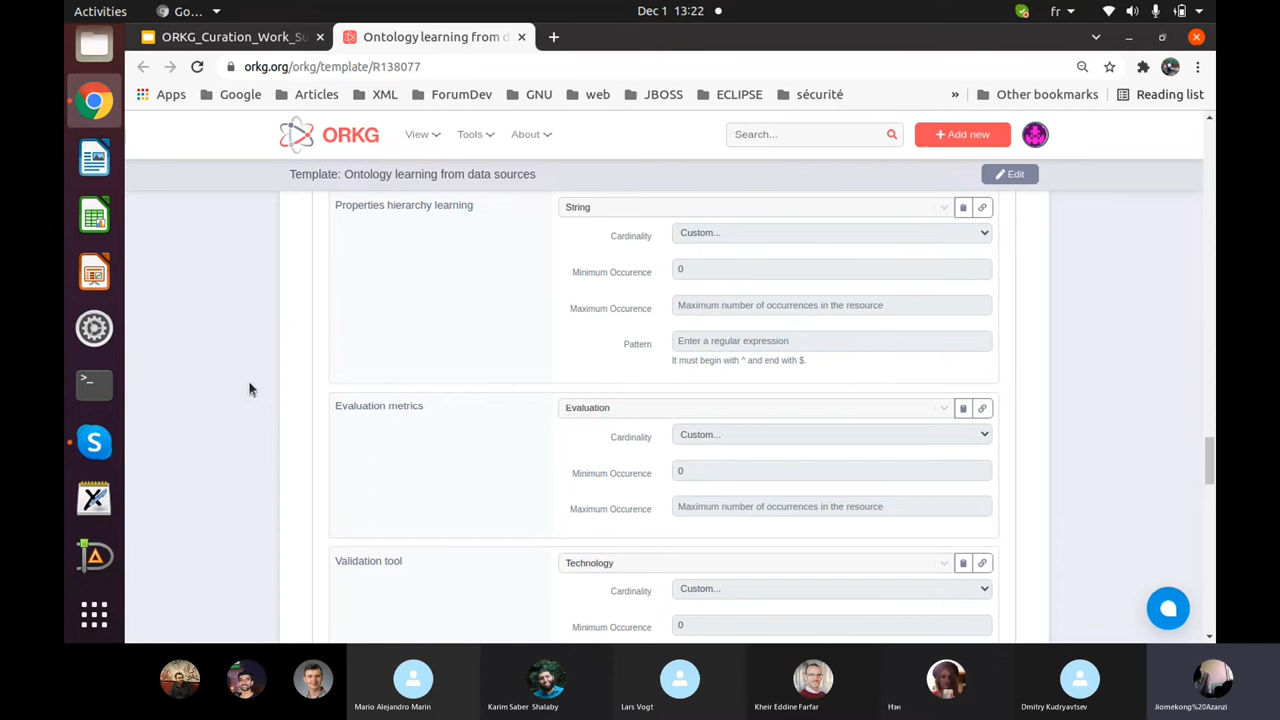 Activities
Go...
Dec 1 13:22
fr
ORKG_Curation_Work_Su
Ontology learning from d
orkg.org/orkg/template/R138077
Apps
Google
Articles
XML
ForumDev
GNU
web
JBOSS
ECLIPSE
sécurité
»
Other bookmarks
Reading list
ORKG
View
Tools
About
Search...
+ Add new
Template: Ontology learning from data sources
Edit
Properties hierarchy learning
String
Cardinality
Custom...
Minimum Occurence
0
Maximum Occurence
Maximum number of occurrences in the resource
Pattern
Enter a regular expression
It must begin with ^ and end with $.
Evaluation metrics
Evaluation
Cardinality
Custom...
Minimum Occurence
0
Maximum Occurence
Maximum number of occurrences in the resource
Validation tool
Technology
Cardinality
Custom...
Minimum Occurence
0
Mario Alejandro Marin
Karim Saber Shalaby
Lars Vogt
Kheir Eddine Farfar
Нэн
Dmitry Kudryavtsev
Jiomekong%20Azanzi